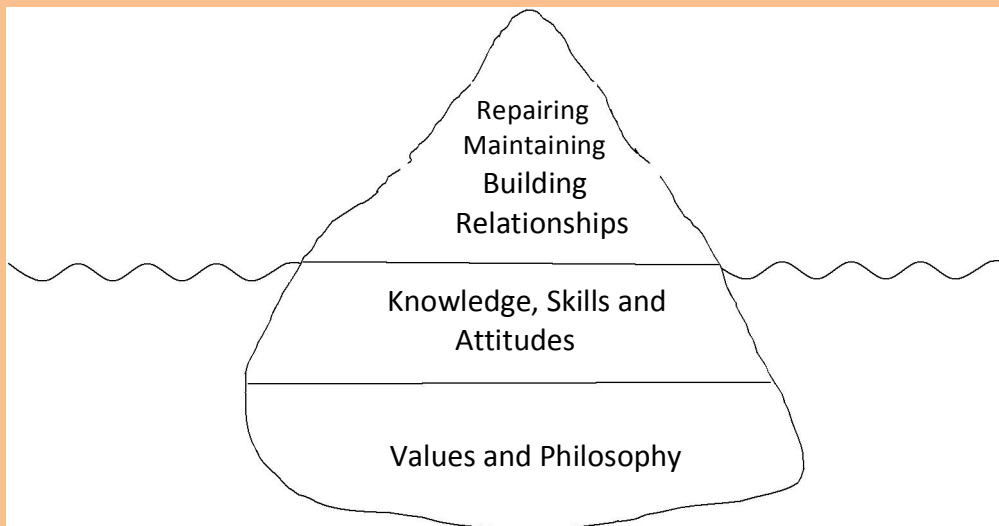 Repairing
Maintaining
Building
Relationships
Knowledge, Skills and
Attitudes
Values and Philosophy